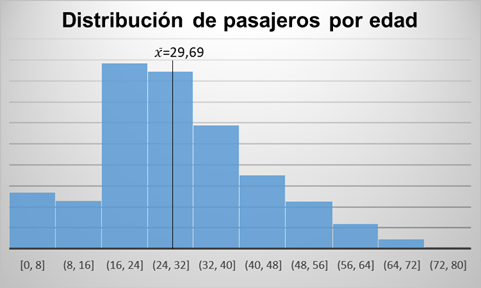 Distribución de pasajeros por edad
ẋ=29,69
[0, 8] (8, 16] (16, 24] (24, 32] (32, 40] (40, 48] (48, 56] (56, 64] (64, 72] (72, 80]